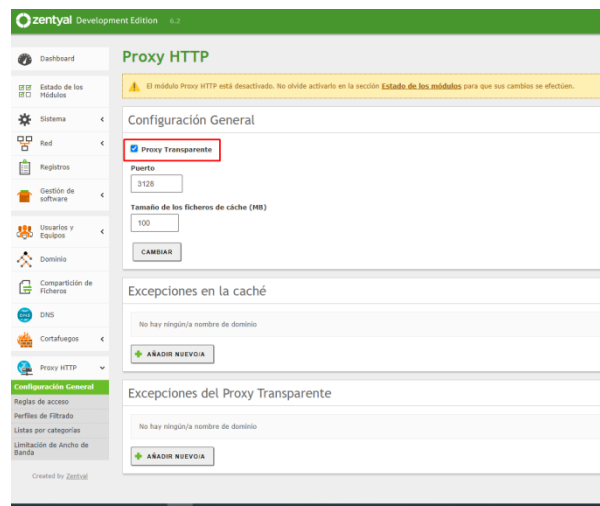 zentyal Development Edition 6.2
Dashboard
Estado de los
Módulos
Sistema
Red
Registros
Gestión de
software
Usuarios y
Equipos
Dominio
Compartición de
Ficheros
DNS
Cortafuegos
Proxy HTTP
Configuración General
Reglas de acceso
Perfiles de Filtrado
Listas por categorías
Limitación de Ancho de
Banda
Created by Zentyal
Proxy HTTP
El módulo Proxy HTTP está desactivado. No olvide activarlo en la sección Estado de los módulos para que sus cambios se efectúen.
Configuración General
Proxy Transparente
Puerto
3128
Tamaño de los ficheros de cáche (MB)
100
CAMBIAR
Excepciones en la caché
No hay ningún/a nombre de dominio
AÑADIR NUEVO/A
Excepciones del Proxy Transparente
No hay ningún/a nombre de dominio
AÑADIR NUEVO/A